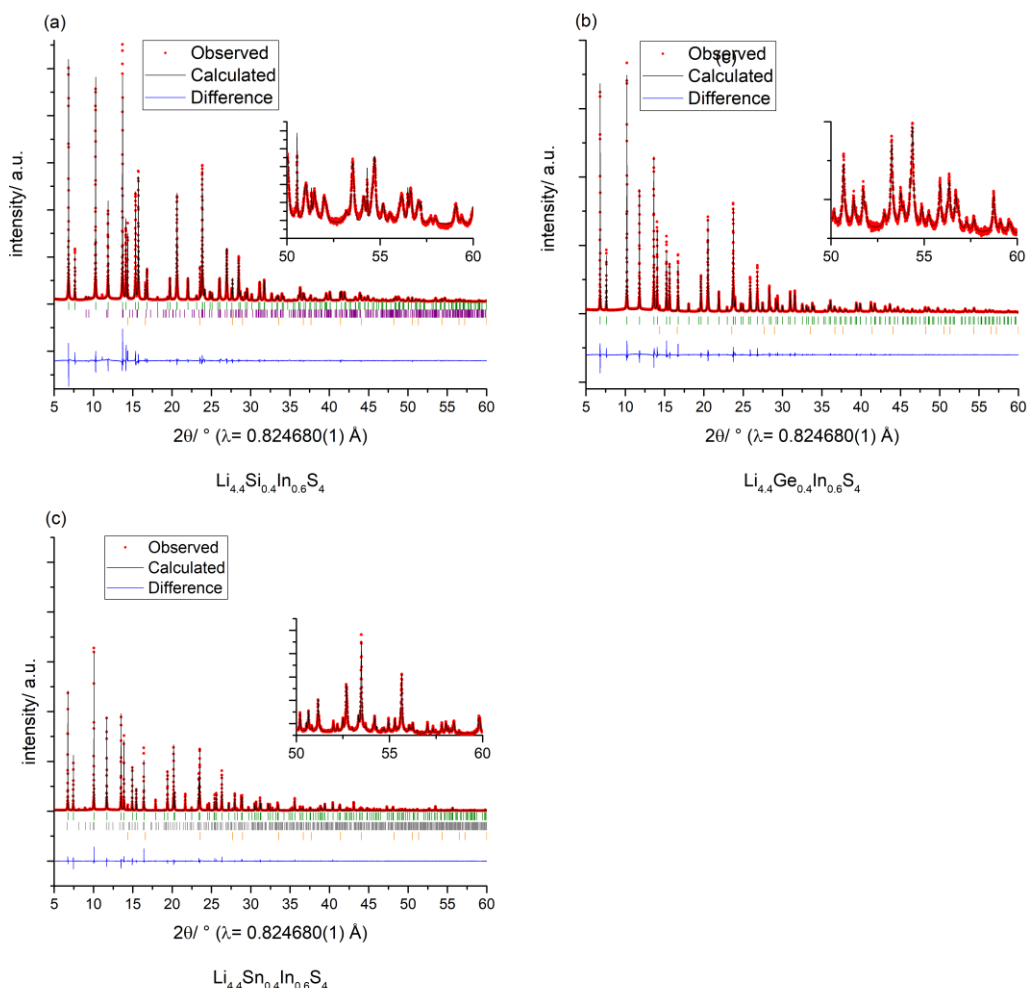 (a)
Observed
Calculated
Difference
intensity/ a.u.
50 55 60
5 10 15 20 25 30 35 40 45 50 55 60
2θ/ ° (λ= 0.824680(1) Å)
Li4.4Si0.4In0.6S4
(b)
Observed
(c)
Calculated
Difference
intensity/ a.u.
50 55 60
5 10 15 20 25 30 35 40 45 50 55 60
2θ/ ° (λ= 0.824680(1) Å)
Li4.4Ge0.4In0.6S4
(c)
Observed
Calculated
Difference
intensity/ a.u.
50 55 60
5 10 15 20 25 30 35 40 45 50 55 60
2θ/ ° (λ= 0.824680(1) Å)
Li4.4Sn0.4In0.6S4